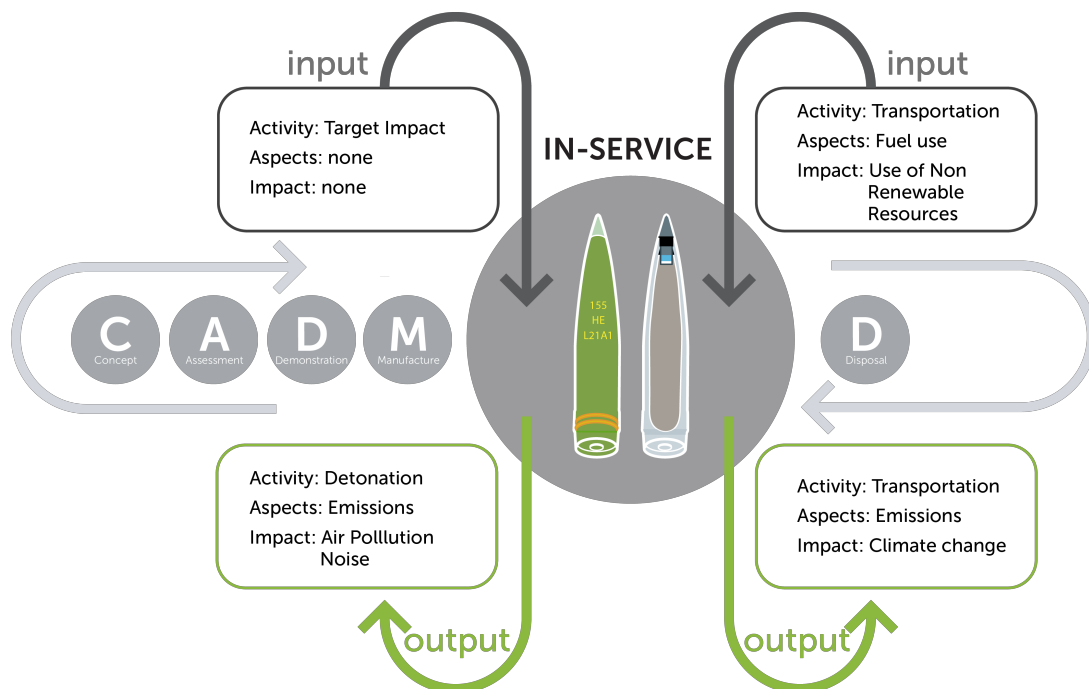 input
input
Activity: Target Impact
Aspects: none
Impact: none
Activity: Transportation
Aspects: Fuel use
Impact: Use of Non
Renewable
Resources
IN-SERVICE
155
HE
L21A1
C
Concept
A
Assessment
D
Demonstration
M
Manufacture
D
Disposal
Activity: Detonation
Aspects: Emissions
Impact: Air Polllution
Noise
Activity: Transportation
Aspects: Emissions
Impact: Climate change
output
output